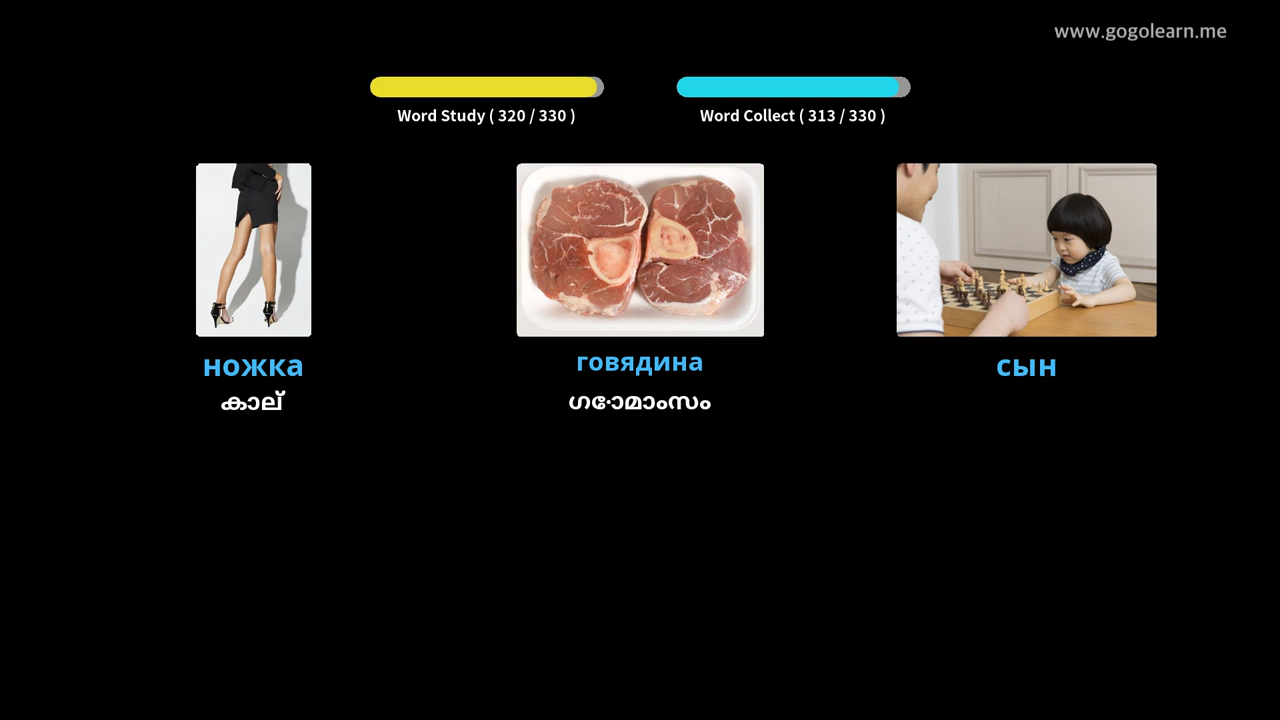 www.gogolearn.me
Word Study ( 320 / 330 )
Word Collect ( 313 / 330 )
ножка
говядина
сын
കാല്
ഗോമാംസം